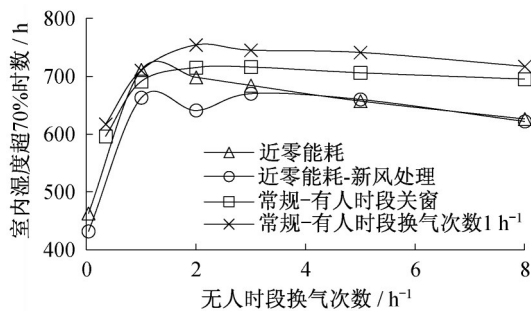 800
700
600
500
400
室内湿度超70%时数 / h
近零能耗
近零能耗-新风处理
常规-有人时段关窗
常规-有人时段换气次数1 h⁻¹
0 2 4 6 8
无人时段换气次数 / h⁻¹